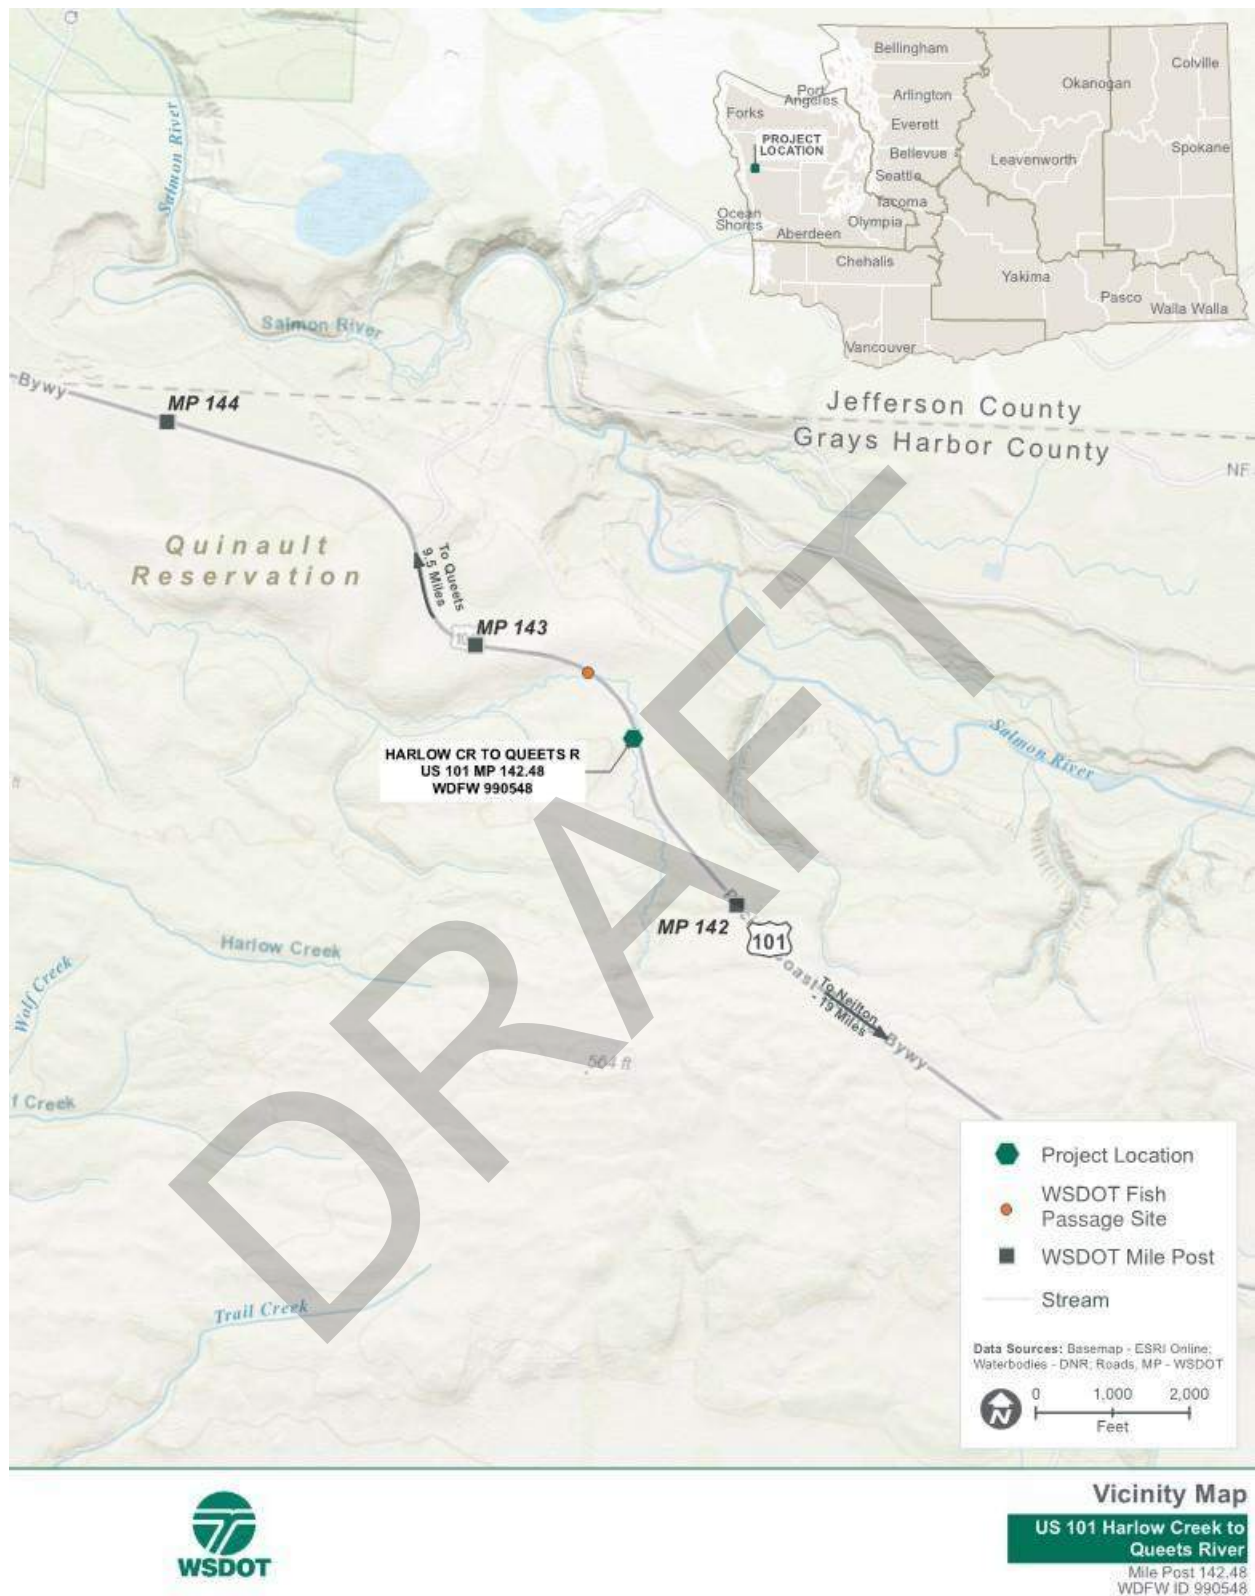 Bellingham
Colville
Okanogan
Port
Angeles
Arlington
Forks
Everett
PROJECT
LOCATION
Bellevue
Leavenworth
Spokane
Seattle
Tacoma
Ocean
Shores
Olympia
Aberdeen
Chehalis
Yakima
Pasco
Walla Walla
Vancouver
Salmon River
Salmon River
Bywy
MP 144
Jefferson County
Grays Harbor County
NF
Quinault
Reservation
To Queets
9.5 Miles
MP 143
HARLOW CR TO QUEETS R
US 101 MP 142.48
WDFW 990548
Salmon River
ft
DRAFT
MP 142
101
oast
Bywy
To Neilton
- 19 Miles
Harlow Creek
Wolf Creek
564 ft
f Creek
Trail Creek
Project Location
WSDOT Fish
Passage Site
WSDOT Mile Post
Stream
Data Sources: Basemap - ESRI Online;
Waterbodies - DNR; Roads, MP - WSDOT
N
0 1,000 2,000
Feet
WSDOT
Vicinity Map
US 101 Harlow Creek to
Queets River
Mile Post 142.48
WDFW ID 990548